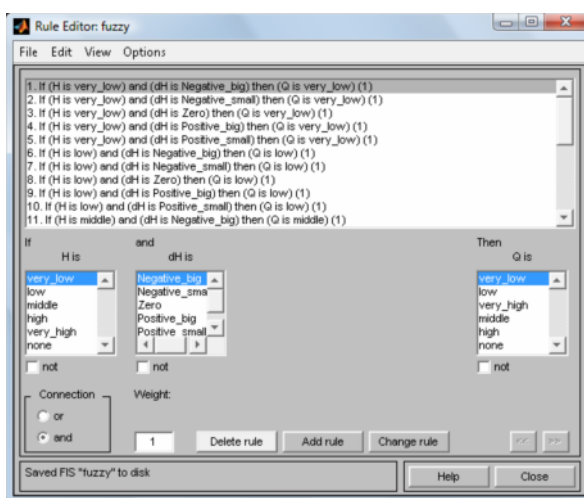 Rule Editor: fuzzy
File Edit View Options
1. If (H is very_low) and (dH is Negative_big) then (Q is very_low) (1)
2. If (H is very_low) and (dH is Negative_small) then (Q is very_low) (1)
3. If (H is very_low) and (dH is Zero) then (Q is very_low) (1)
4. If (H is very_low) and (dH is Positive_big) then (Q is very_low) (1)
5. If (H is very_low) and (dH is Positive_small) then (Q is very_low) (1)
6. If (H is low) and (dH is Negative_big) then (Q is low) (1)
7. If (H is low) and (dH is Negative_small) then (Q is low) (1)
8. If (H is low) and (dH is Zero) then (Q is low) (1)
9. If (H is low) and (dH is Positive_big) then (Q is low) (1)
10. If (H is low) and (dH is Positive_small) then (Q is low) (1)
11. If (H is middle) and (dH is Negative_big) then (Q is middle) (1)
If and Then
H is dH is Q is
very_low Negative_big very_low
low Negative_sma low
middle Zero very_high
high Positive_big middle
very_high Positive_small high
none none
not not not
Connection Weight:
or
and 1 Delete rule Add rule Change rule << >>
Saved FIS "fuzzy" to disk Help Close